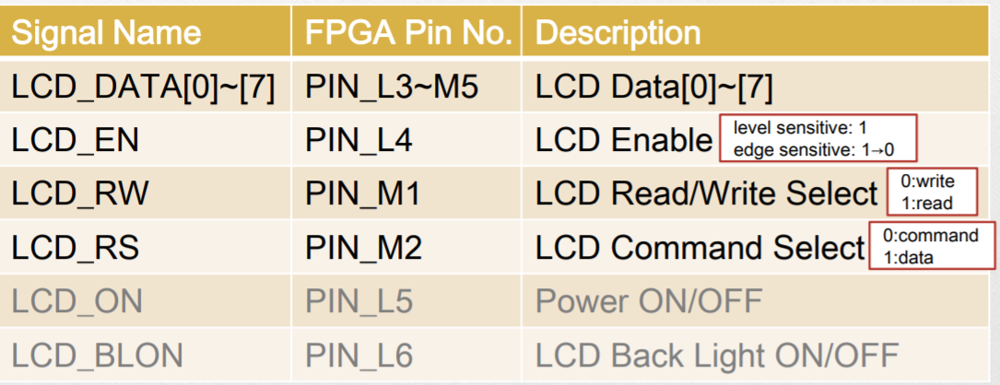 Signal Name FPGA Pin No. Description
LCD_DATA[0]~[7] PIN_L3~M5 LCD Data[0]~[7]
LCD_EN PIN_L4 LCD Enable
level sensitive: 1
edge sensitive: 1→0
LCD_RW PIN_M1 LCD Read/Write Select
0:write
1:read
LCD_RS PIN_M2 LCD Command Select
0:command
1:data
LCD_ON PIN_L5 Power ON/OFF
LCD_BLON PIN_L6 LCD Back Light ON/OFF